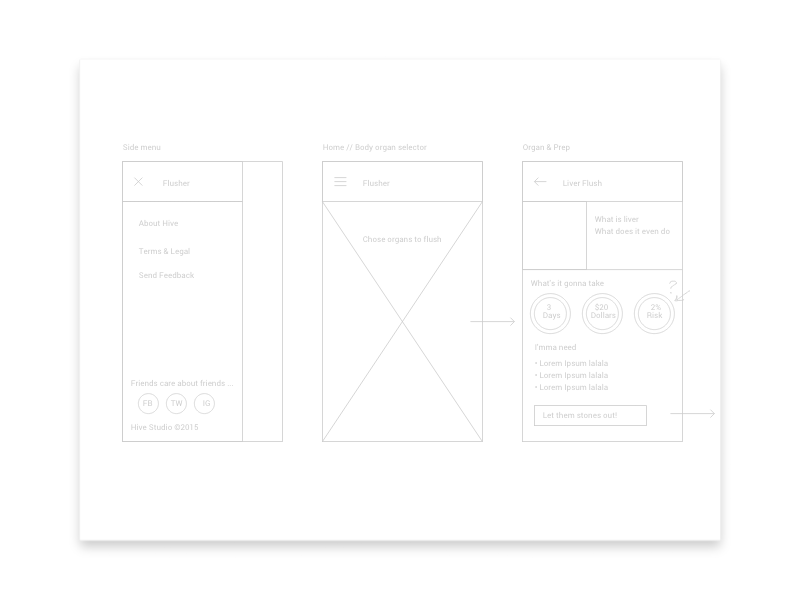 Side menu
Flusher
About Hive
Terms & Legal
Send Feedback
Friends care about friends ...
FB
TW
IG
Hive Studio ©2015
Home // Body organ selector
Flusher
Chose organs to flush
Organ & Prep
Liver Flush
What is liver
What does it even do
What's it gonna take
?
3
Days
$20
Dollars
2%
Risk
I'mma need
• Lorem Ipsum lalala
• Lorem Ipsum lalala
• Lorem Ipsum lalala
Let them stones out!